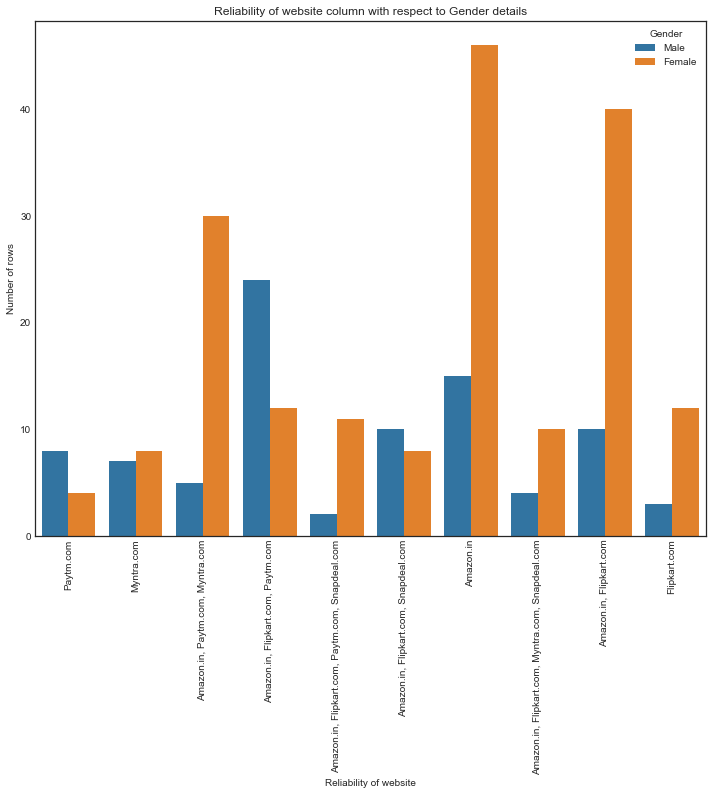 Reliability of website column with respect to Gender details
Gender
Male
Female
Number of rows
40
30
20
10
0
Paytm.com
Myntra.com
Amazon.in, Paytm.com, Myntra.com
Amazon.in, Flipkart.com, Paytm.com
Amazon.in, Flipkart.com, Paytm.com, Snapdeal.com
Amazon.in, Flipkart.com, Snapdeal.com
Amazon.in
Amazon.in, Flipkart.com, Myntra.com, Snapdeal.com
Amazon.in, Flipkart.com
Flipkart.com
Reliability of website